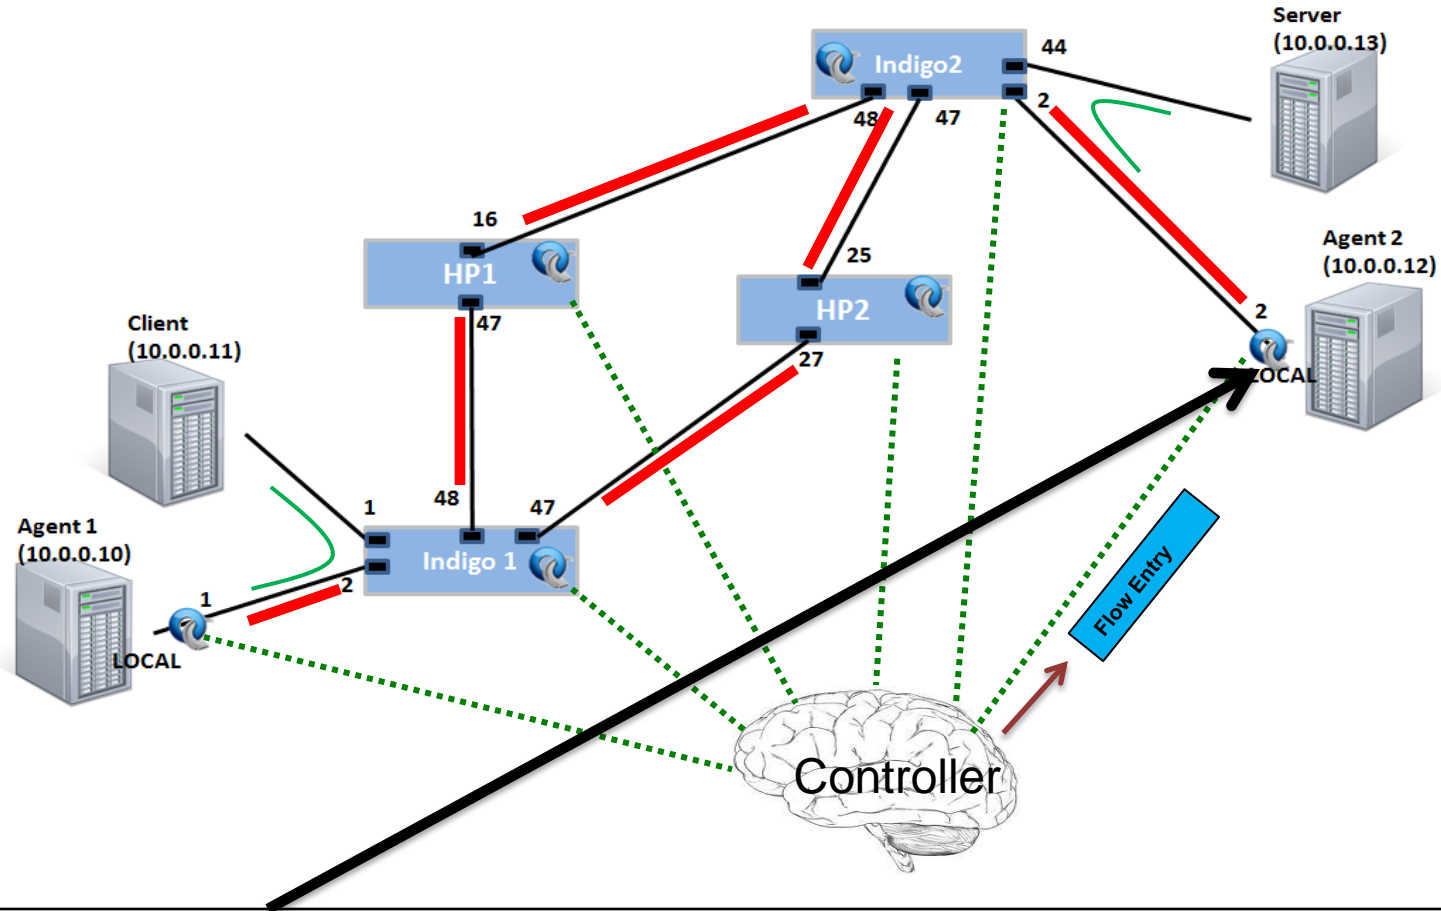 Server
(10.0.0.13)
44
Indigo2
2
48
47
16
Agent 2
(10.0.0.12)
25
HP1
HP2
2
Client
(10.0.0.11)
47
27
LOCAL
48
47
1
Agent 1
(10.0.0.10)
Indigo 1
2
1
Flow Entry
LOCAL
Controller